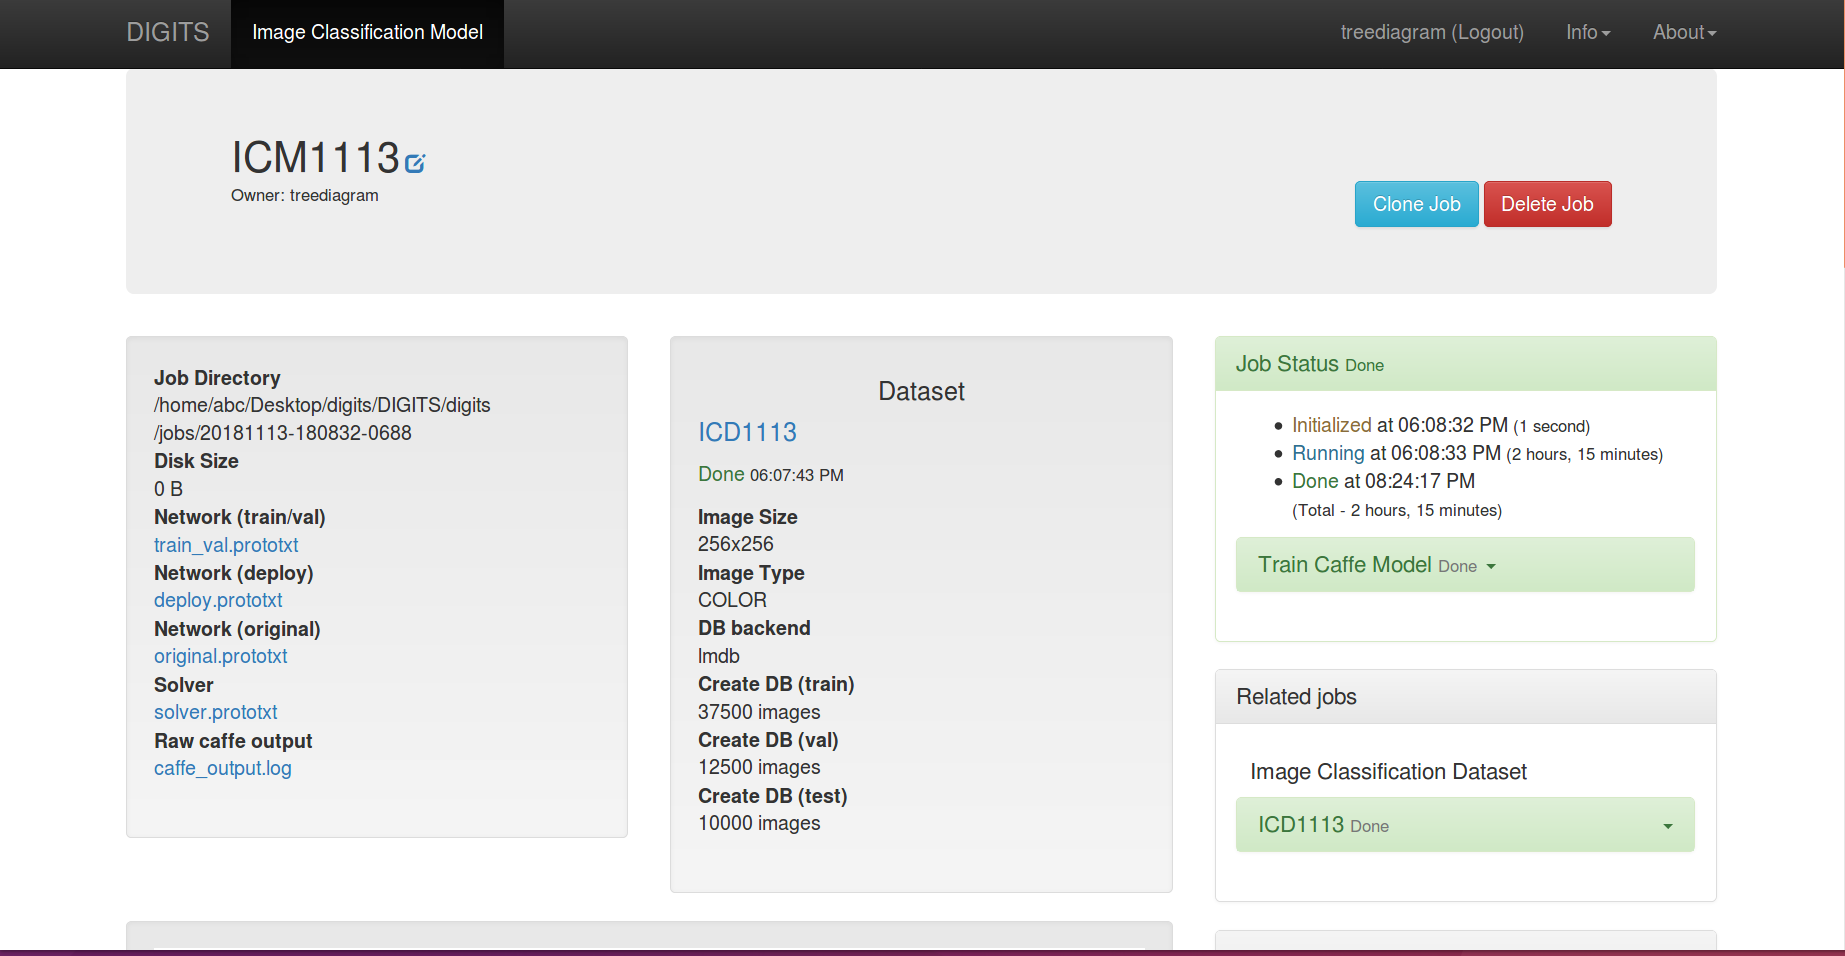 DIGITS
Image Classification Model
treediagram (Logout)
Info
About
ICM1113
Owner: treediagram
Clone Job
Delete Job
Job Directory
/home/abc/Desktop/digits/DIGITS/digits
/jobs/20181113-180832-0688
Disk Size
0 B
Network (train/val)
train_val.prototxt
Network (deploy)
deploy.prototxt
Network (original)
original.prototxt
Solver
solver.prototxt
Raw caffe output
caffe_output.log
Dataset
ICD1113
Done 06:07:43 PM
Image Size
256x256
Image Type
COLOR
DB backend
lmdb
Create DB (train)
37500 images
Create DB (val)
12500 images
Create DB (test)
10000 images
Job Status Done
Initialized at 06:08:32 PM (1 second)
Running at 06:08:33 PM (2 hours, 15 minutes)
Done at 08:24:17 PM
(Total - 2 hours, 15 minutes)
Train Caffe Model Done
Related jobs
Image Classification Dataset
ICD1113 Done